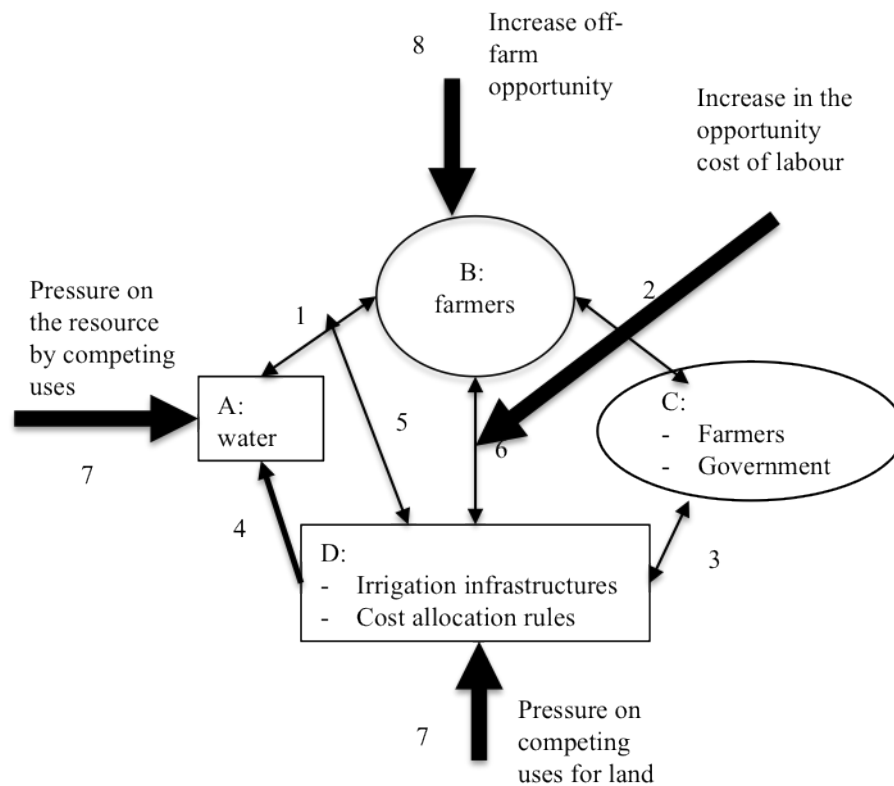 8
Increase off-
farm
opportunity
Increase in the
opportunity
cost of labour
B:
farmers
2
Pressure on
the resource
by competing
uses
1
A:
water
C:
- Farmers
- Government
5
6
7
4
3
D:
- Irrigation infrastructures
- Cost allocation rules
7
Pressure on
competing
uses for land